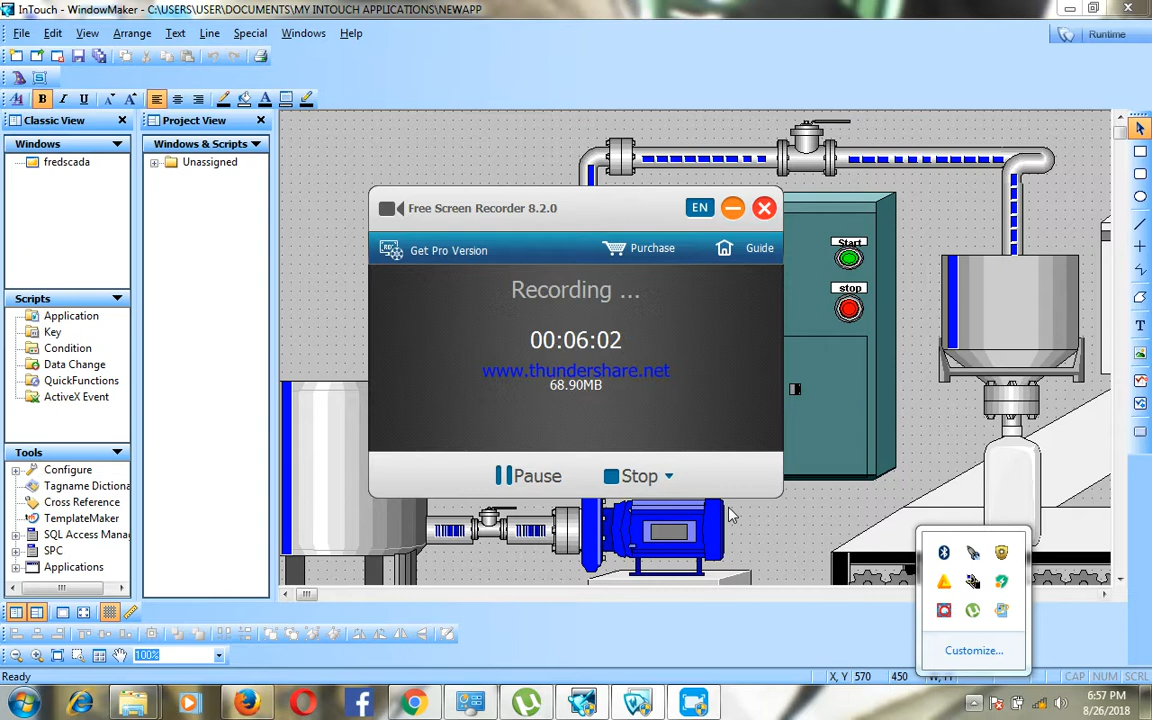 InTouch - WindowMaker - C:\USERS\USER\DOCUMENTS\MY INTOUCH APPLICATIONS\NEWAPP
File Edit View Arrange Text Line Special Windows Help
Runtime
B I U A A A
Classic View
Windows
fredscada
Scripts
Application
Key
Condition
Data Change
QuickFunctions
ActiveX Event
Tools
Configure
Tagname Dictiona
Cross Reference
TemplateMaker
SQL Access Mana
SPC
Applications
Project View
Windows & Scripts
Unassigned
Free Screen Recorder 8.2.0
EN
Get Pro Version
Purchase
Guide
Recording ...
00:06:02
www.thundershare.net
68.90MB
Pause
Stop
Start
stop
T
Customize...
100%
Ready
X, Y 570 450 W, H
CAP NUM SCRL
6:57 PM
8/26/2018